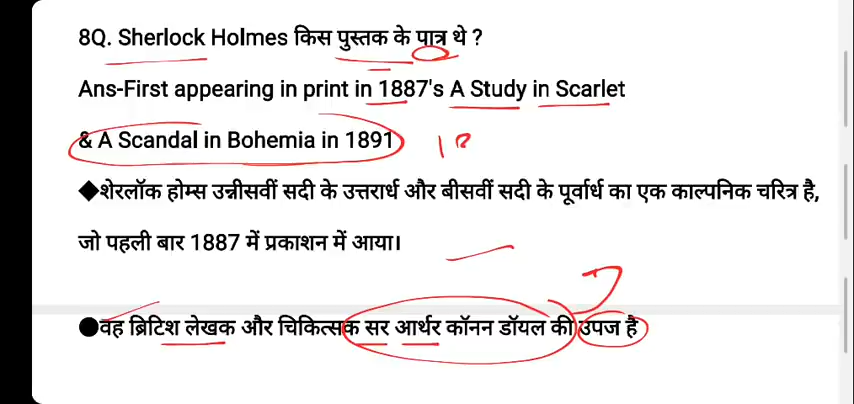 8Q. Sherlock Holmes किस पुस्तक के पात्र थे ?
Ans-First appearing in print in 1887's A Study in Scarlet
& A Scandal in Bohemia in 1891
◆शेरलॉक होम्स उन्नीसवीं सदी के उत्तरार्ध और बीसवीं सदी के पूर्वार्ध का एक काल्पनिक चरित्र है,
जो पहली बार 1887 में प्रकाशन में आया।
●वह ब्रिटिश लेखक और चिकित्सक सर आर्थर कॉनन डॉयल की उपज है